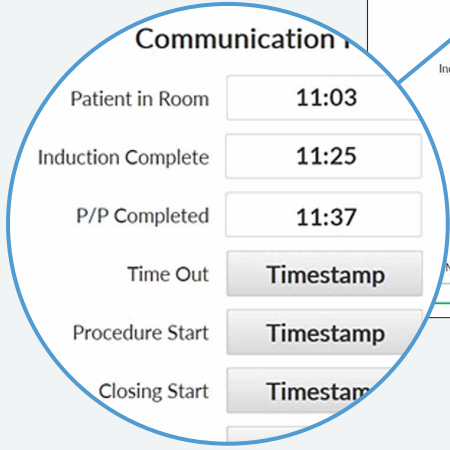 Communication
Patient in Room 11:03
Induction Complete 11:25
P/P Completed 11:37
Time Out Timestamp
Procedure Start Timestamp
Closing Start Timestam